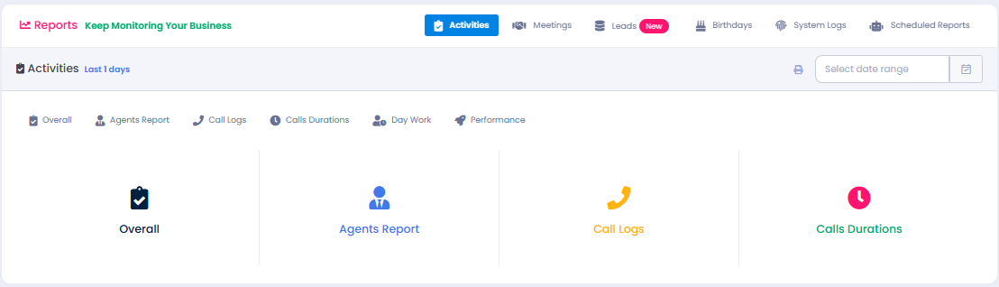 Reports Keep Monitoring Your Business Activities Meetings Leads New Birthdays System Logs Scheduled Reports
Activities Last 1 days Select date range
Overall Agents Report Call Logs Calls Durations Day Work Performance
Overall Agents Report Call Logs Calls Durations